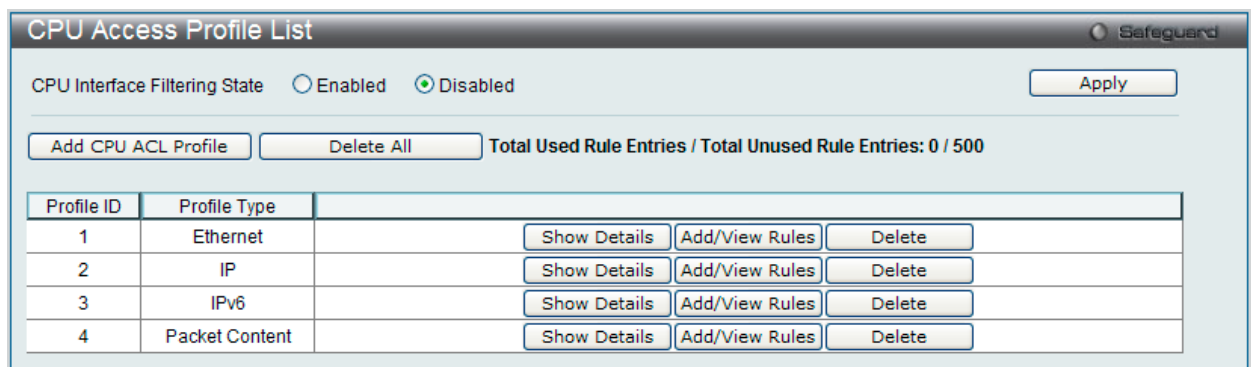 CPU Access Profile List
Safeguard
CPU Interface Filtering State Enabled Disabled Apply
Add CPU ACL Profile Delete All Total Used Rule Entries / Total Unused Rule Entries: 0 / 500
Profile ID Profile Type
1 Ethernet Show Details Add/View Rules Delete
2 IP Show Details Add/View Rules Delete
3 IPv6 Show Details Add/View Rules Delete
4 Packet Content Show Details Add/View Rules Delete